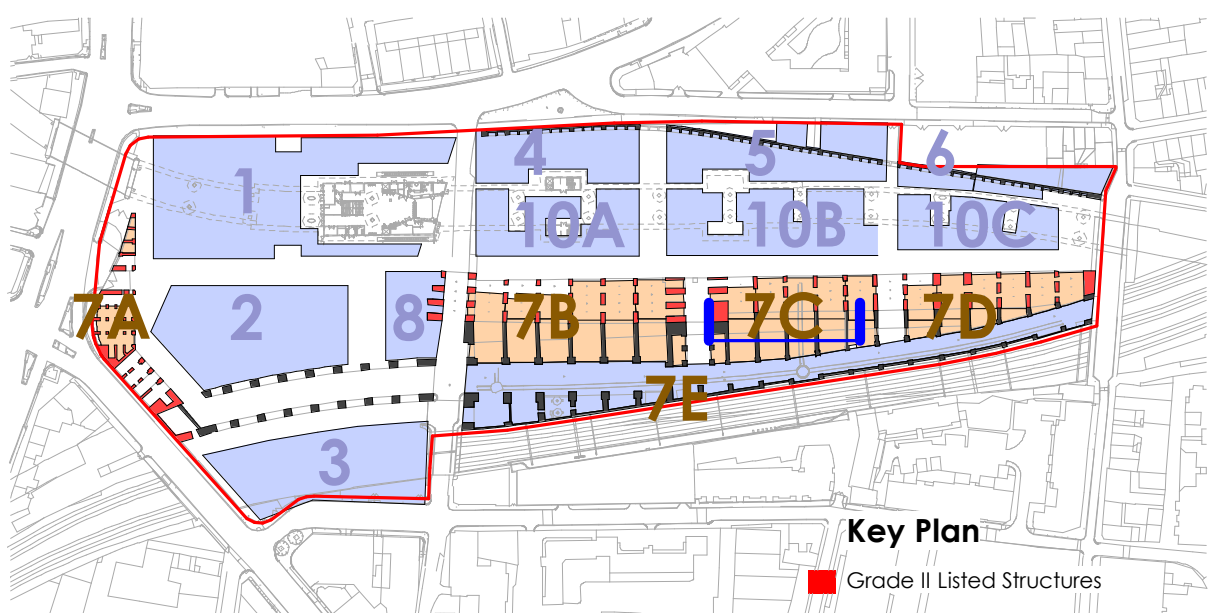 4
5
6
1
10A
10B
10C
7A
2
8
7B
7C
7D
7E
3
Key Plan
Grade II Listed Structures